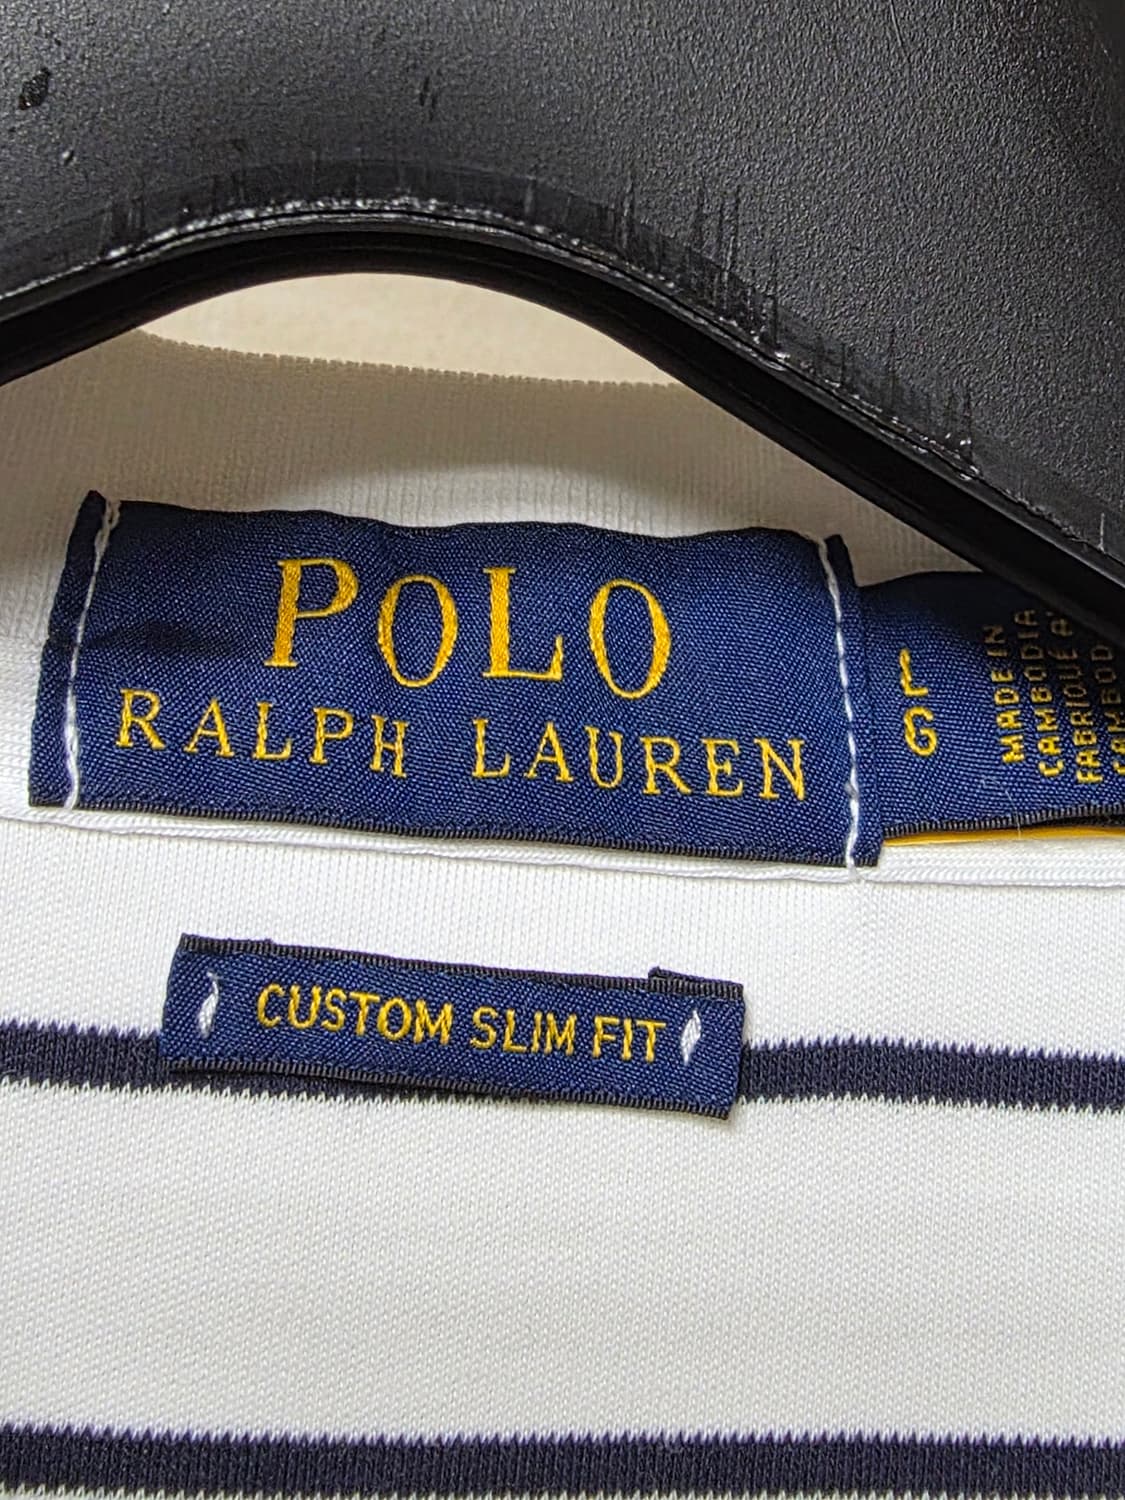 POLO
RALPH LAUREN
L
G
MADE IN
CAMBODIA
FABRIQUÉ A
CUSTOM SLIM FIT